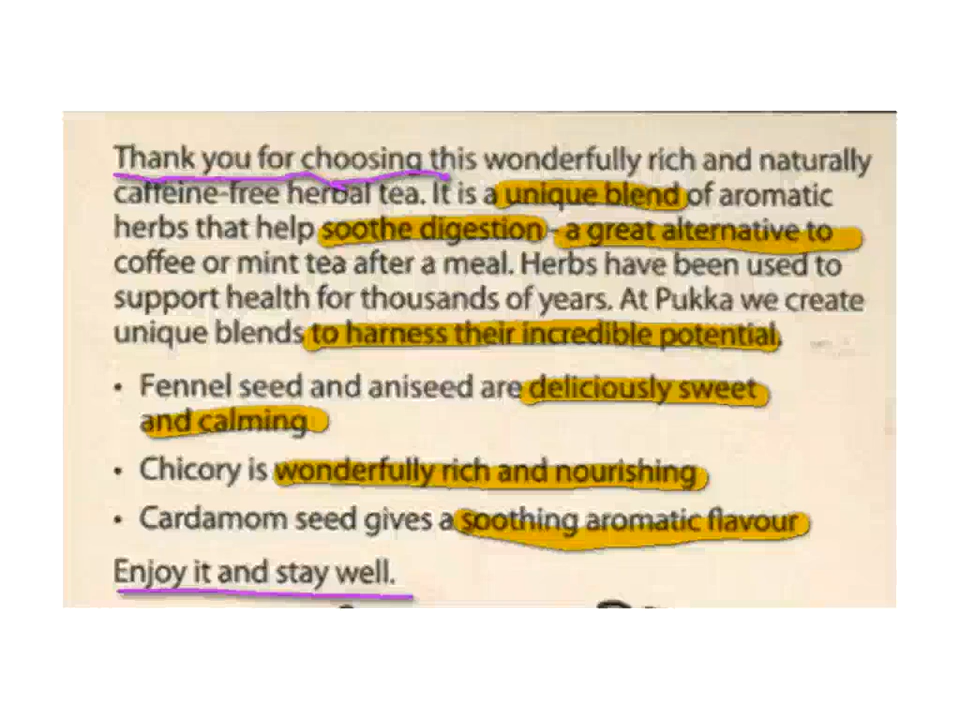 Thank you for choosing this wonderfully rich and naturally
caffeine-free herbal tea. It is a unique blend of aromatic
herbs that help soothe digestion - a great alternative to
coffee or mint tea after a meal. Herbs have been used to
support health for thousands of years. At Pukka we create
unique blends to harness their incredible potential.
• Fennel seed and aniseed are deliciously sweet
and calming
• Chicory is wonderfully rich and nourishing
• Cardamom seed gives a soothing aromatic flavour
Enjoy it and stay well.